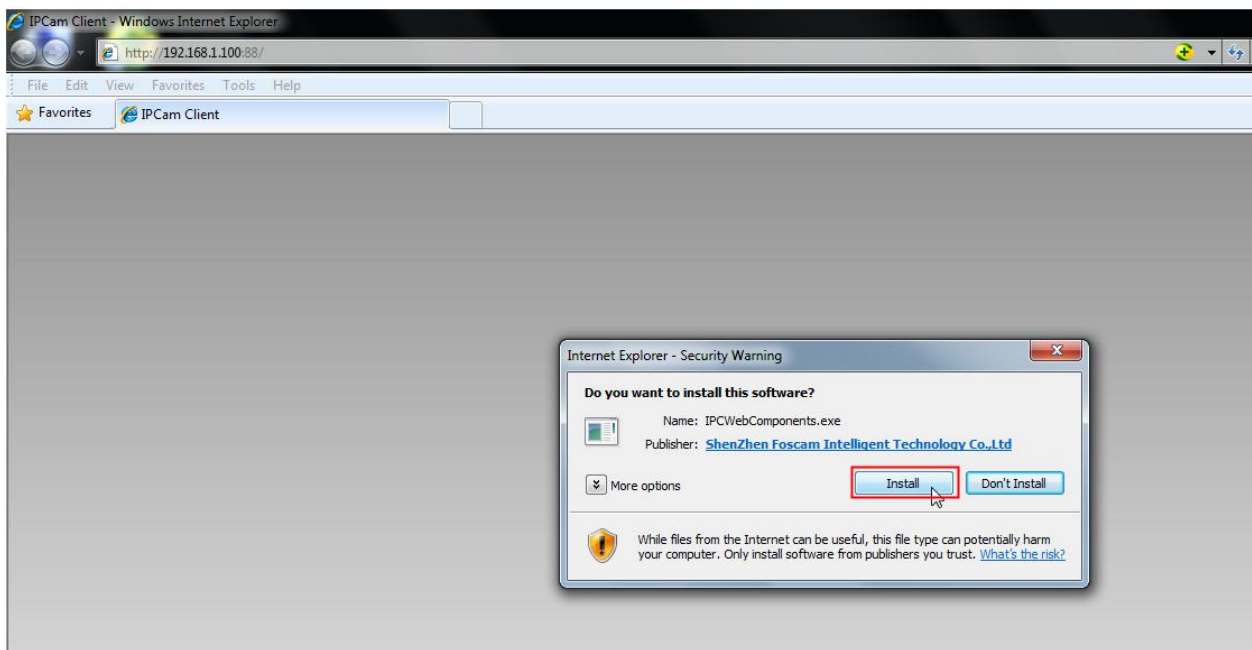 IPCam Client - Windows Internet Explorer
http://192.168.1.100:88/
File Edit View Favorites Tools Help
Favorites IPCam Client
Internet Explorer - Security Warning
Do you want to install this software?
Name: IPCWebComponents.exe
Publisher: ShenZhen Foscam Intelligent Technology Co.,Ltd
More options Install Don't Install
While files from the Internet can be useful, this file type can potentially harm
your computer. Only install software from publishers you trust. What's the risk?